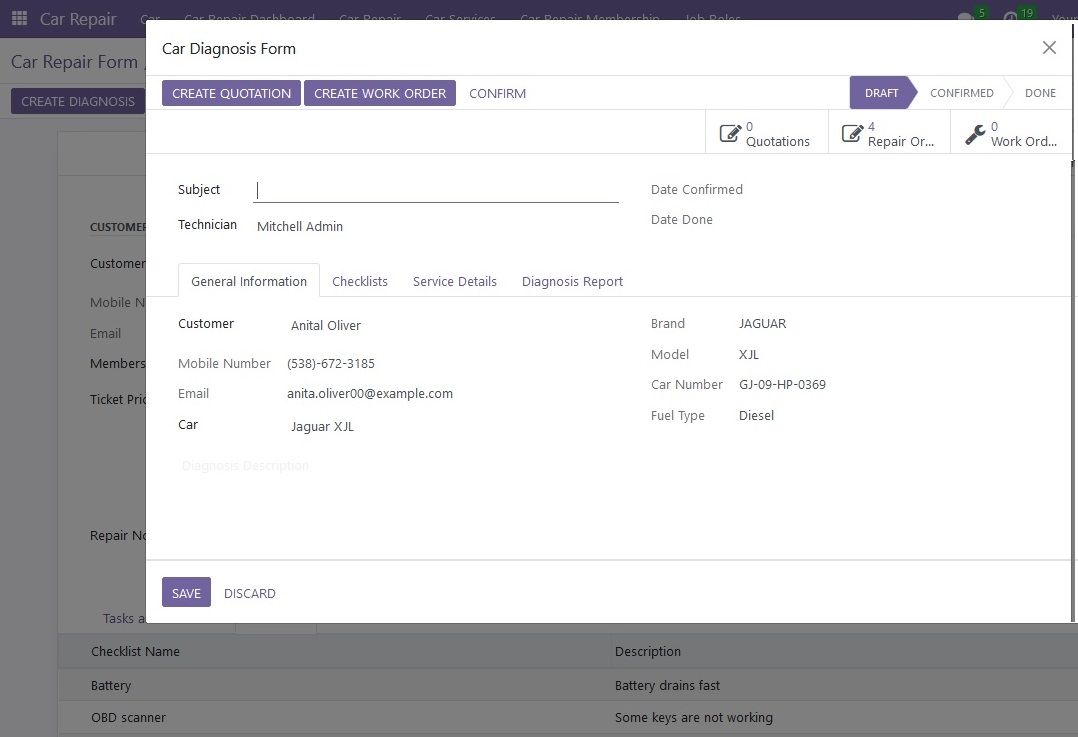 Car Repair Car Car Repair Dashboard Car Repair Car Services Car Repair Membership Job Roles 5 19
Car Repair Form /
CREATE DIAGNOSIS
Car Diagnosis Form
CREATE QUOTATION CREATE WORK ORDER CONFIRM DRAFT CONFIRMED DONE
0 Quotations 4 Repair Or... 0 Work Ord...
Subject Date Confirmed
Technician Mitchell Admin Date Done
CUSTOMER
Customer
Mobile N
Email
Members
Ticket Pric
Repair No
Tasks a
General Information Checklists Service Details Diagnosis Report
Customer Anital Oliver Brand JAGUAR
Mobile Number (538)-672-3185 Model XJL
Email anita.oliver00@example.com Car Number GJ-09-HP-0369
Car Jaguar XJL Fuel Type Diesel
Diagnosis Description
SAVE DISCARD
Checklist Name Description
Battery Battery drains fast
OBD scanner Some keys are not working